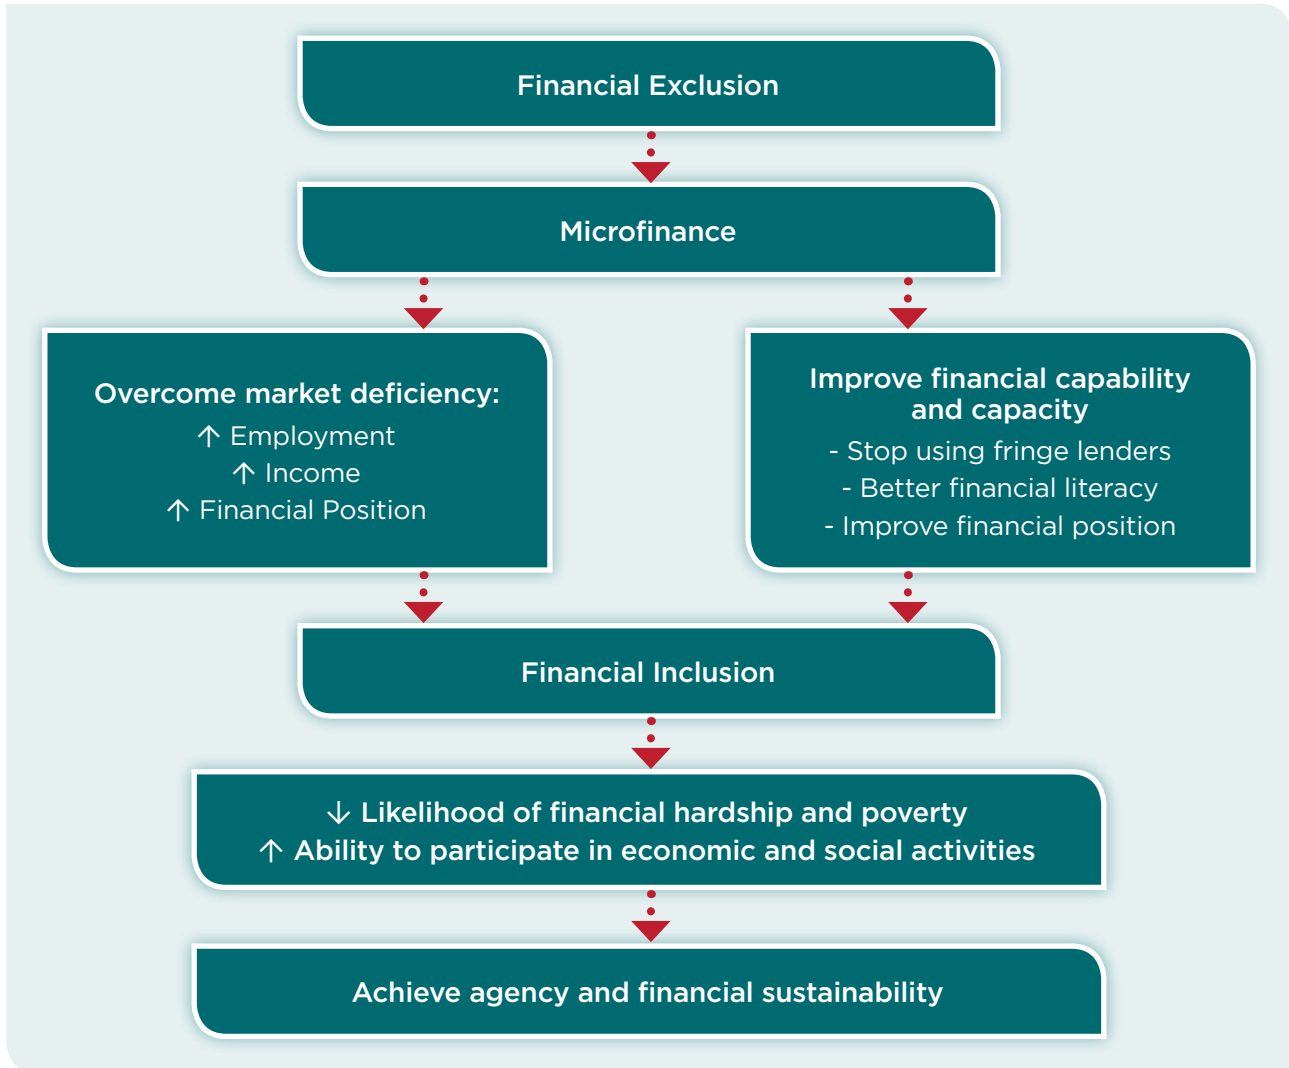 Financial Exclusion
Microfinance
Overcome market deficiency:
↑ Employment
↑ Income
↑ Financial Position
Improve financial capability
and capacity
- Stop using fringe lenders
- Better financial literacy
- Improve financial position
Financial Inclusion
↓ Likelihood of financial hardship and poverty
↑ Ability to participate in economic and social activities
Achieve agency and financial sustainability